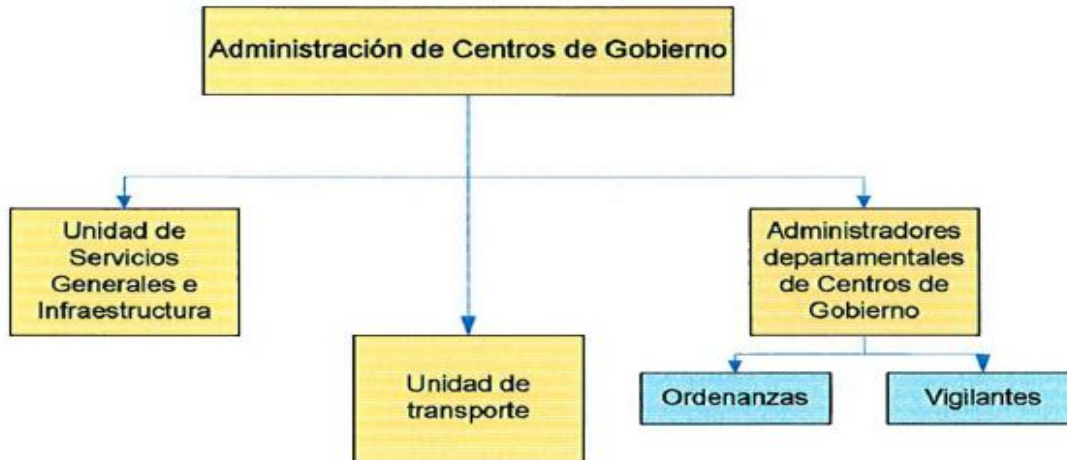 Administración de Centros de Gobierno
Unidad de
Servicios
Generales e
Infraestructura
Unidad de
transporte
Administradores
departamentales
de Centros de
Gobierno
Ordenanzas
Vigilantes